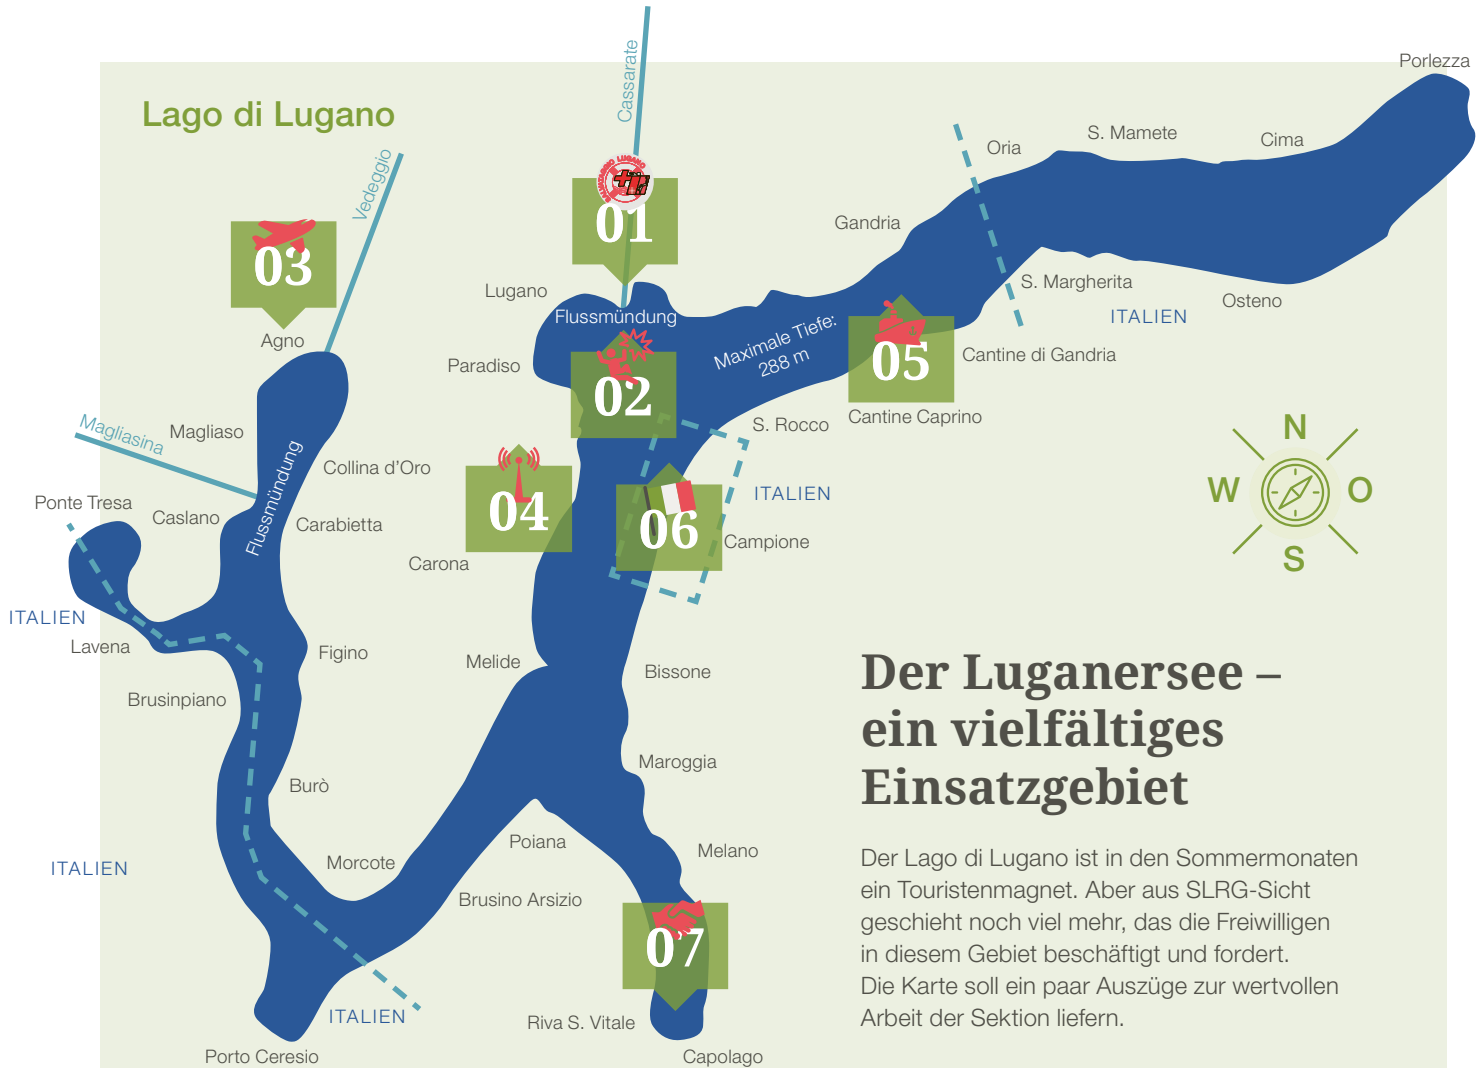 Porlezza
Lago di Lugano
Cassarate
Vedeggio
S. Mamete
Cima
Oria
SALVATAGGIO LUGANO
01
Gandria
03
S. Margherita
Lugano
Osteno
Flussmündung
ITALIEN
Agno
Maximale Tiefe:
288 m
05
Cantine di Gandria
Paradiso
02
Cantine Caprino
S. Rocco
Magliasina
Magliaso
N
Collina d'Oro
W
O
S
ITALIEN
Ponte Tresa
Caslano
Flussmündung
Carabietta
04
06
Campione
Carona
ITALIEN
Lavena
Figino
Melide
Bissone
Brusinpiano
Der Luganersee –
ein vielfältiges
Einsatzgebiet
Maroggia
Burò
Poiana
Melano
Morcote
ITALIEN
Brusino Arsizio
07
Der Lago di Lugano ist in den Sommermonaten
ein Touristenmagnet. Aber aus SLRG-Sicht
geschieht noch viel mehr, das die Freiwilligen
in diesem Gebiet beschäftigt und fordert.
Die Karte soll ein paar Auszüge zur wertvollen
Arbeit der Sektion liefern.
ITALIEN
Riva S. Vitale
Porto Ceresio
Capolago